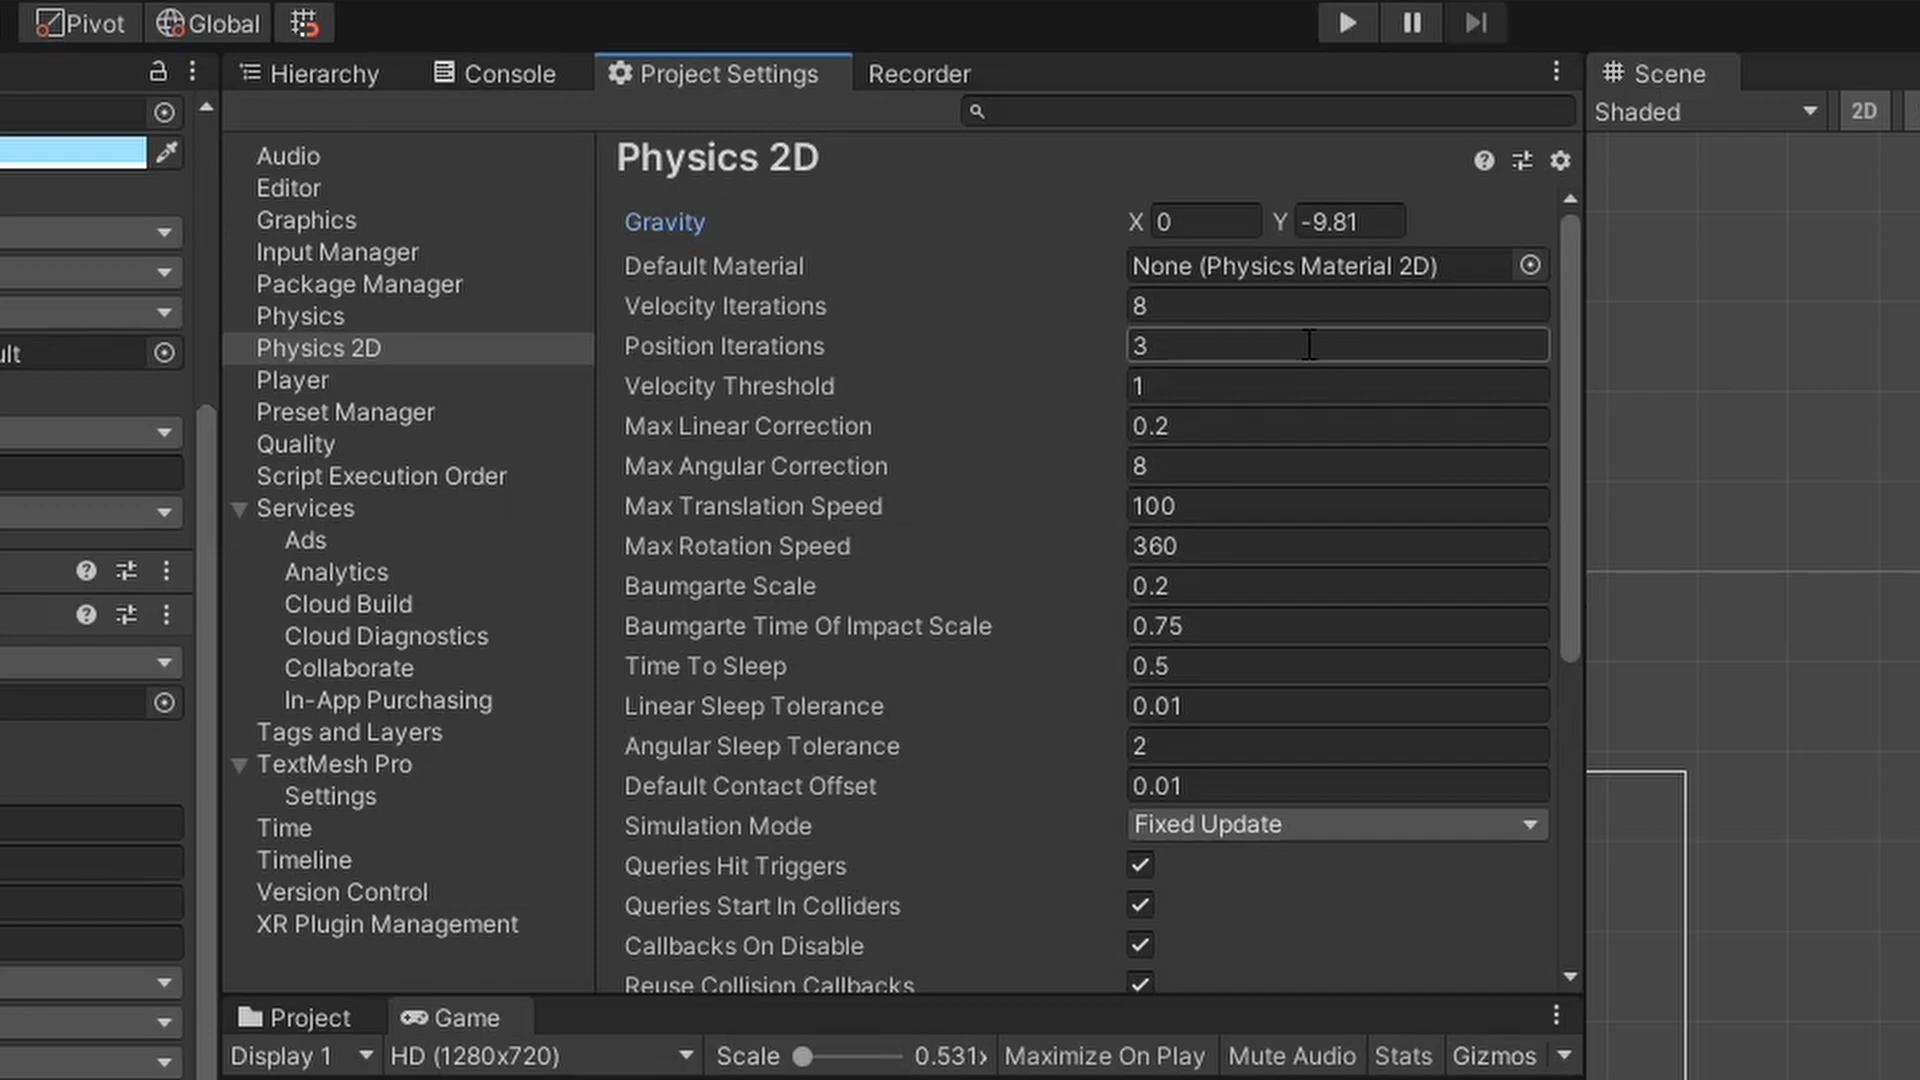 Pivot
Global
Hierarchy
Console
Project Settings
Recorder
Scene
Shaded
2D
ult
Audio
Editor
Graphics
Input Manager
Package Manager
Physics
Physics 2D
Player
Preset Manager
Quality
Script Execution Order
Services
Ads
Analytics
Cloud Build
Cloud Diagnostics
Collaborate
In-App Purchasing
Tags and Layers
TextMesh Pro
Settings
Time
Timeline
Version Control
XR Plugin Management
Physics 2D
Gravity X 0 Y -9.81
Default Material None (Physics Material 2D)
Velocity Iterations 8
Position Iterations 3
Velocity Threshold 1
Max Linear Correction 0.2
Max Angular Correction 8
Max Translation Speed 100
Max Rotation Speed 360
Baumgarte Scale 0.2
Baumgarte Time Of Impact Scale 0.75
Time To Sleep 0.5
Linear Sleep Tolerance 0.01
Angular Sleep Tolerance 2
Default Contact Offset 0.01
Simulation Mode Fixed Update
Queries Hit Triggers
Queries Start In Colliders
Callbacks On Disable
Reuse Collision Callbacks
Project
Game
Display 1 HD (1280x720) Scale 0.531x Maximize On Play Mute Audio Stats Gizmos